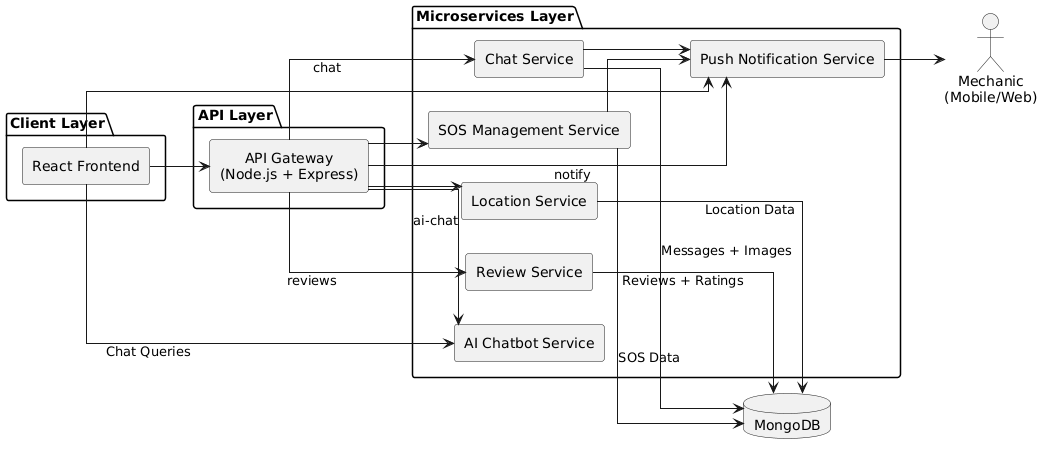 Microservices Layer
Chat Service
Push Notification Service
chat
Mechanic
(Mobile/Web)
Client Layer
API Layer
SOS Management Service
React Frontend
API Gateway
(Node.js + Express)
notify
Location Service
Location Data
ai-chat
Messages + Images
Review Service
reviews
Reviews + Ratings
AI Chatbot Service
Chat Queries
SOS Data
MongoDB